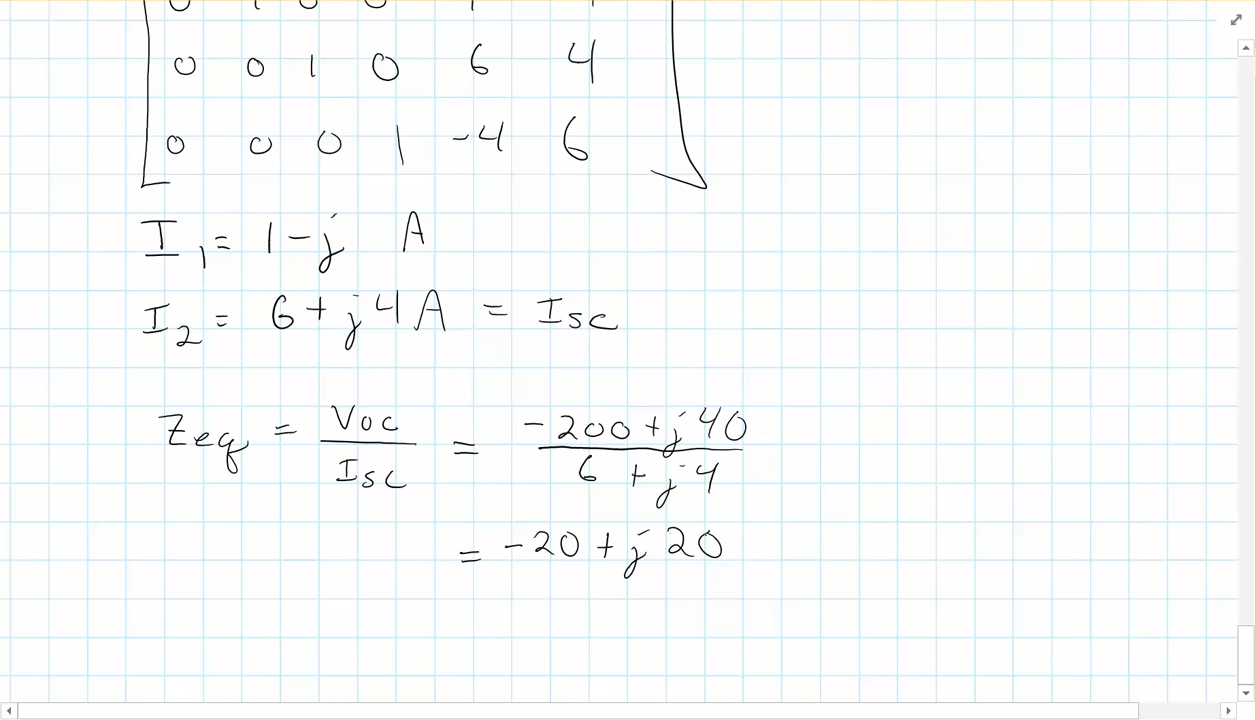 0 0 1 0 6 4
0 0 0 1 -4 6
I1 = 1 - j A
I2 = 6 + j4 A = Isc
Zeq = Voc / Isc = -200 + j40 / 6 + j4
= -20 + j20